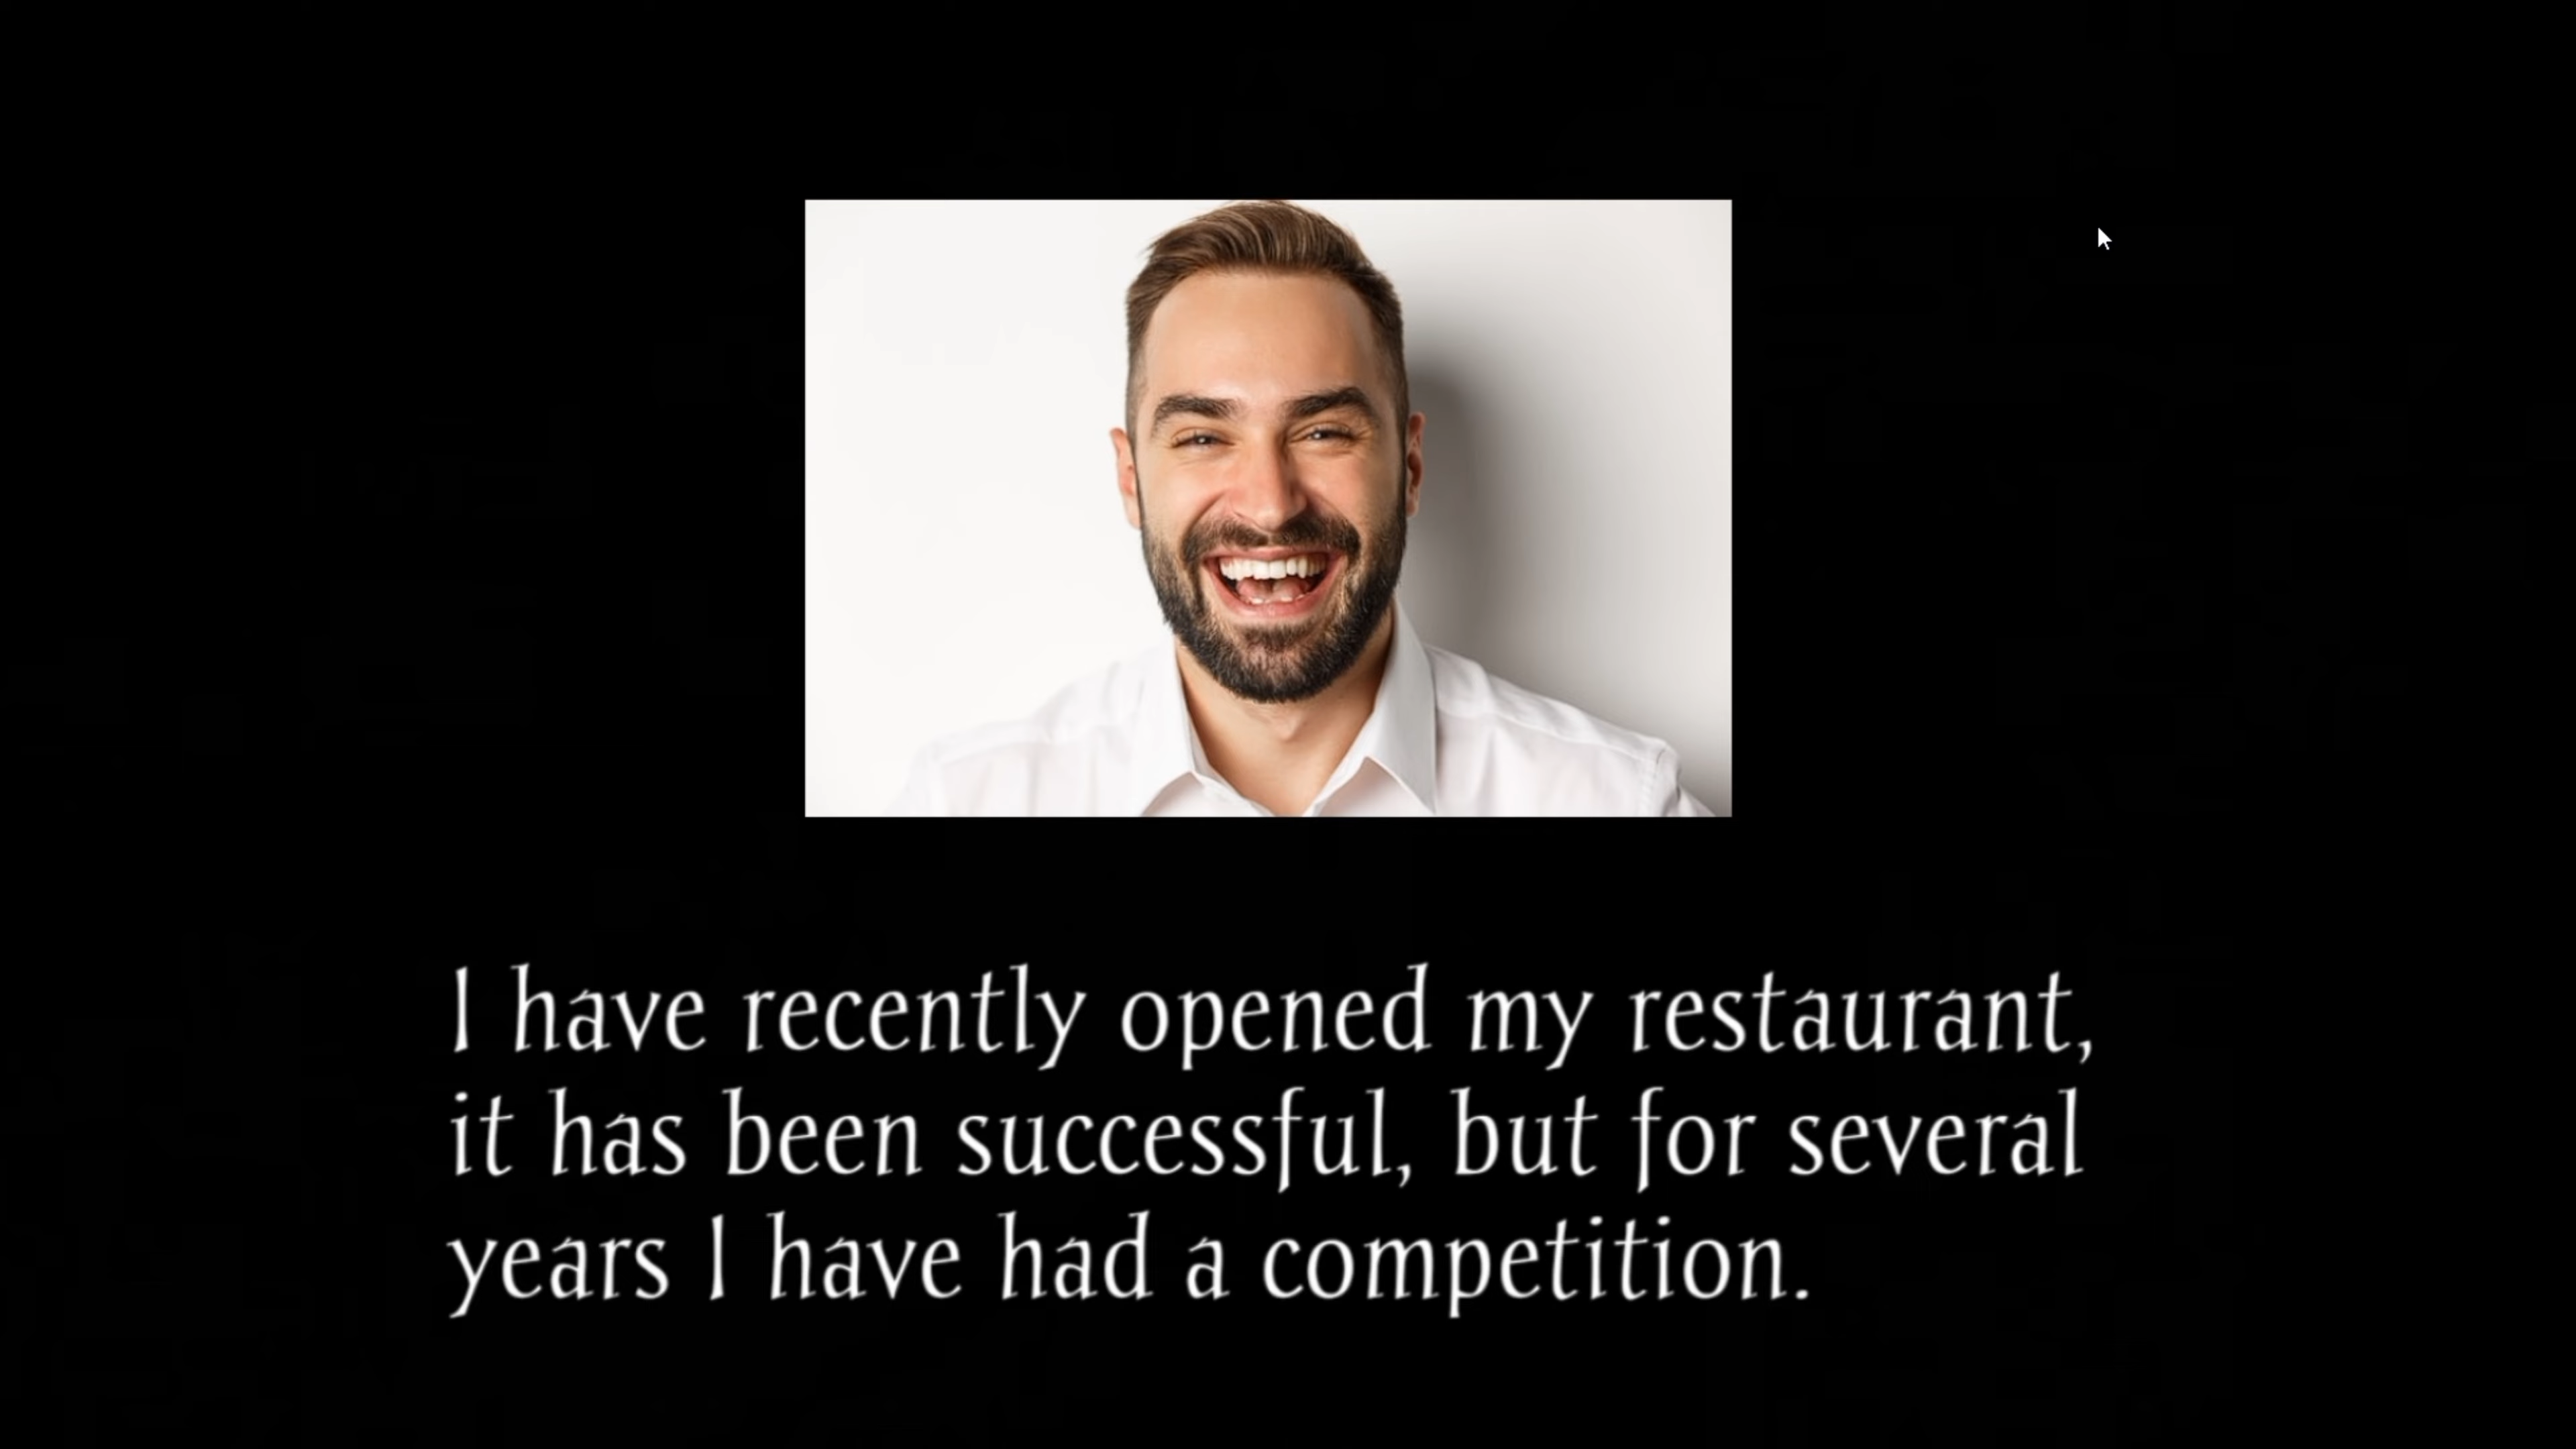 I have recently opened my restaurant,
it has been successful, but for several
years I have had a competition.